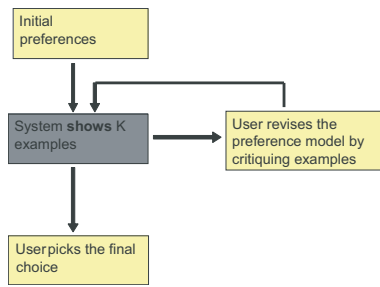 Initial
preferences
System shows K
examples
User revises the
preference model by
critiquing examples
User picks the final
choice